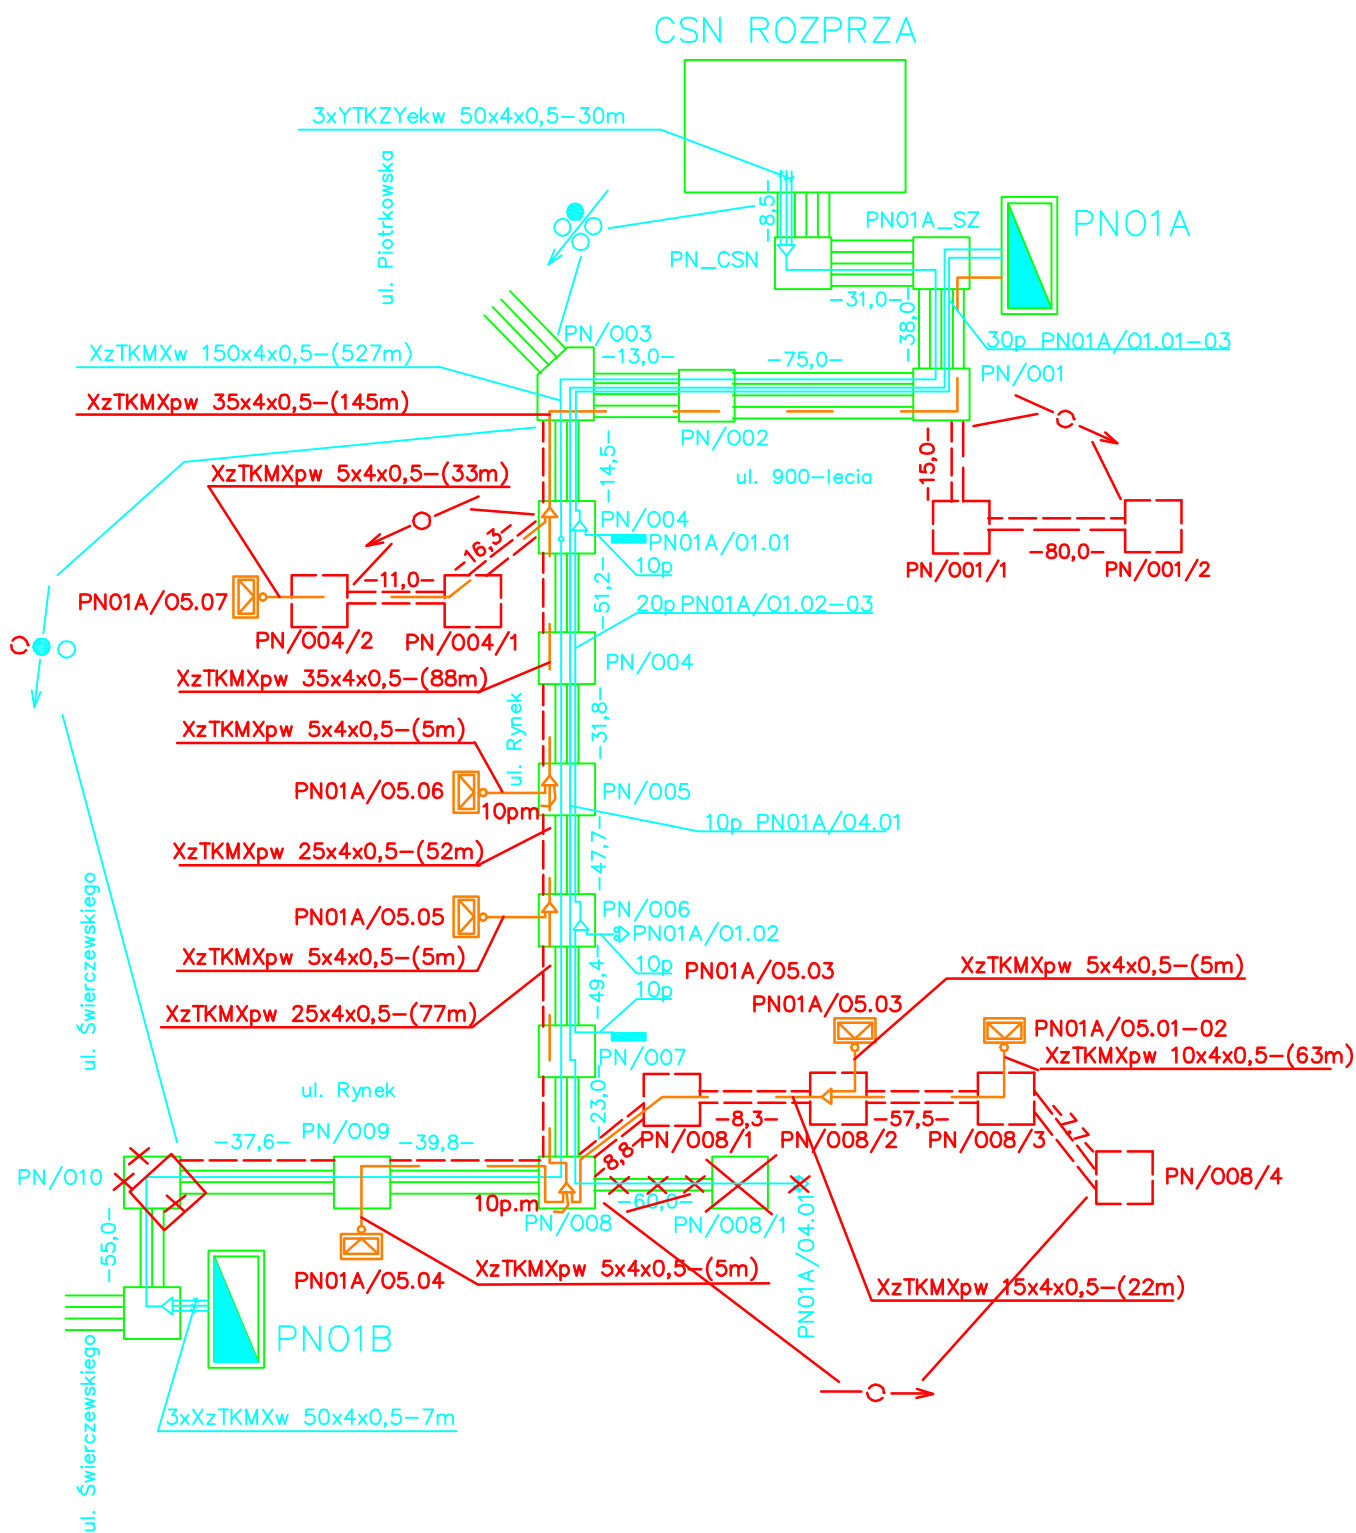 CSN ROZPRZA
3xYTKZYekw 50x4x0,5-30m
ul. Piotrkowska
-8,5-
PN01A_SZ
PN01A
PN_CSN
-31,0-
-38,0-
30p PN01A/O1.01-03
PN/O03
-13,0-
-75,0-
PN/O01
XzTKMXw 150x4x0,5-(527m)
XzTKMXpw 35x4x0,5-(145m)
PN/O02
ul. 900-lecia
-15,0-
-14,5-
XzTKMXpw 5x4x0,5-(33m)
PN/O04
PN01A/O1.01
10p
-16,3-
-11,0-
-80,0-
PN/O01/1
PN/O01/2
PN01A/O5.07
PN/O04/2
PN/O04/1
-51,2-
20p PN01A/O1.02-03
PN/O04
XzTKMXpw 35x4x0,5-(88m)
ul. Rynek
-31,8-
XzTKMXpw 5x4x0,5-(5m)
PN01A/O5.06
10pm
PN/O05
10p PN01A/O4.01
XzTKMXpw 25x4x0,5-(52m)
-47,7-
ul. Świerczewskiego
PN01A/O5.05
PN/O06
PN01A/O1.02
XzTKMXpw 5x4x0,5-(5m)
10p
PN01A/O5.03
XzTKMXpw 5x4x0,5-(5m)
-49,4-
10p
PN01A/O5.03
XzTKMXpw 25x4x0,5-(77m)
PN01A/O5.01-02
PN/O07
XzTKMXpw 10x4x0,5-(63m)
ul. Rynek
-23,0-
-8,3-
-57,5-
-7,7-
-37,6-
PN/O09
-39,8-
PN/O08/1
PN/O08/2
PN/O08/3
-8,8-
PN/O10
PN/O08/4
10p.m
-60,0-
PN/O08
PN/O08/1
PN01A/O4.01
-55,0-
PN01A/O5.04
XzTKMXpw 5x4x0,5-(5m)
XzTKMXpw 15x4x0,5-(22m)
PN01B
ul. Świerczewskiego
3xXzTKMXw 50x4x0,5-7m